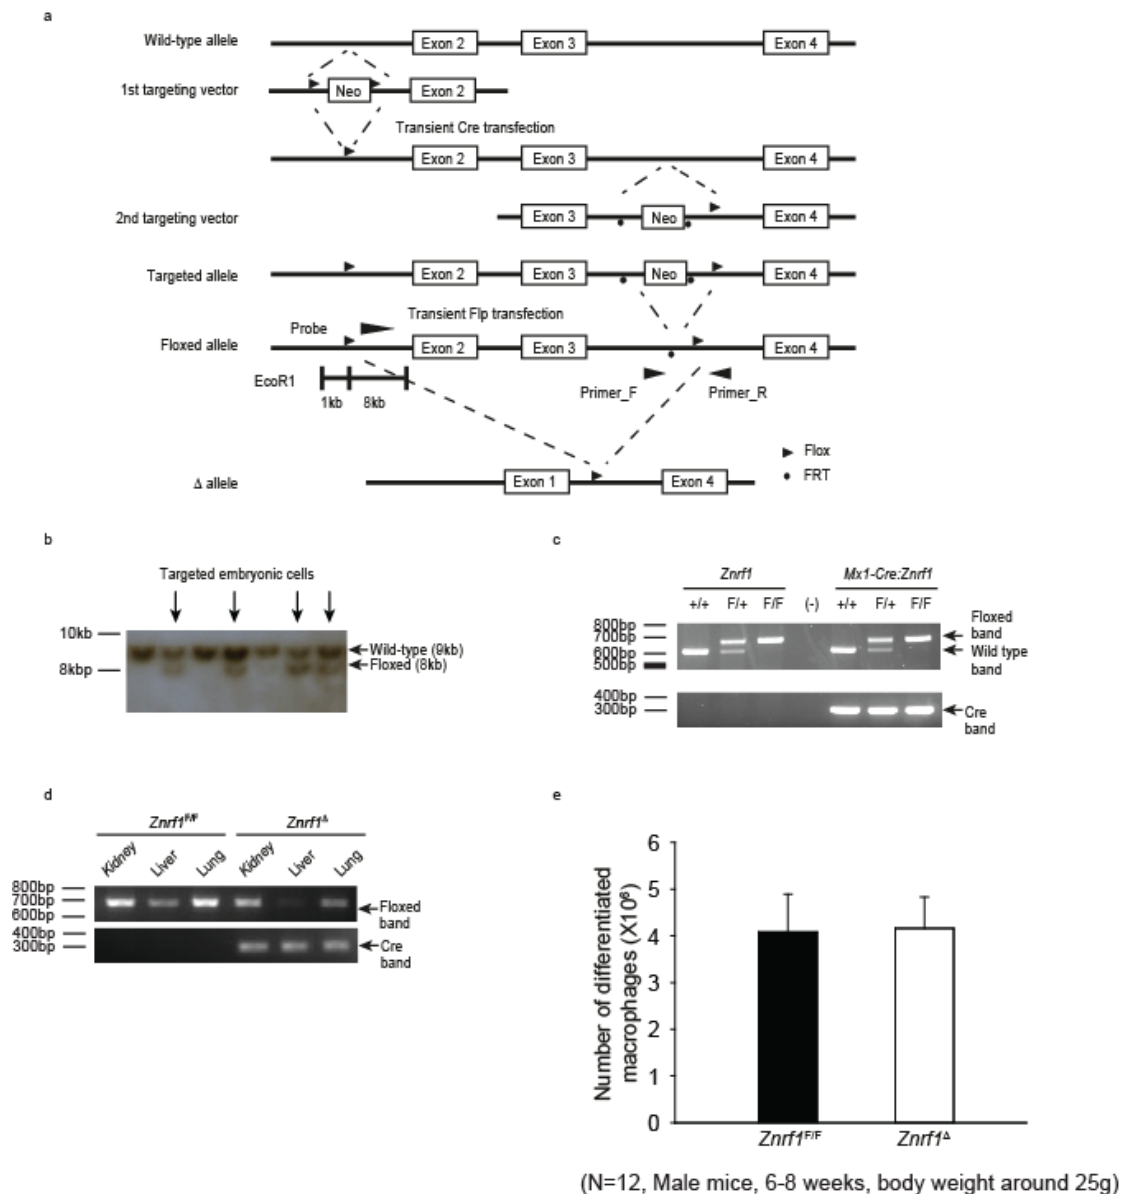 a
Wild-type allele
Exon 2
Exon 3
Exon 4
1st targeting vector
Neo
Exon 2
Transient Cre transfection
Exon 2
Exon 3
Exon 4
2nd targeting vector
Exon 3
Neo
Exon 4
Targeted allele
Exon 2
Exon 3
Neo
Exon 4
Transient Flp transfection
Probe
Floxed allele
Exon 2
Exon 3
Exon 4
EcoR1
1kb
8kb
Primer_F
Primer_R
Flox
FRT
Δ allele
Exon 1
Exon 4
b
Targeted embryonic cells
10kb
8kbp
Wild-type (9kb)
Floxed (8kb)
c
Znrf1
Mx1-Cre:Znrf1
+/+ F/+ F/F (-) +/+ F/+ F/F
800bp
700bp
600bp
500bp
Floxed
band
Wild type
band
400bp
300bp
Cre
band
d
Znrf1F/F
Znrf1Δ
Kidney Liver Lung Kidney Liver Lung
800bp
700bp
600bp
Floxed
band
400bp
300bp
Cre
band
e
Number of differentiated
macrophages (X10⁶)
6
5
4
3
2
1
0
Znrf1F/F
Znrf1Δ
(N=12, Male mice, 6-8 weeks, body weight around 25g)